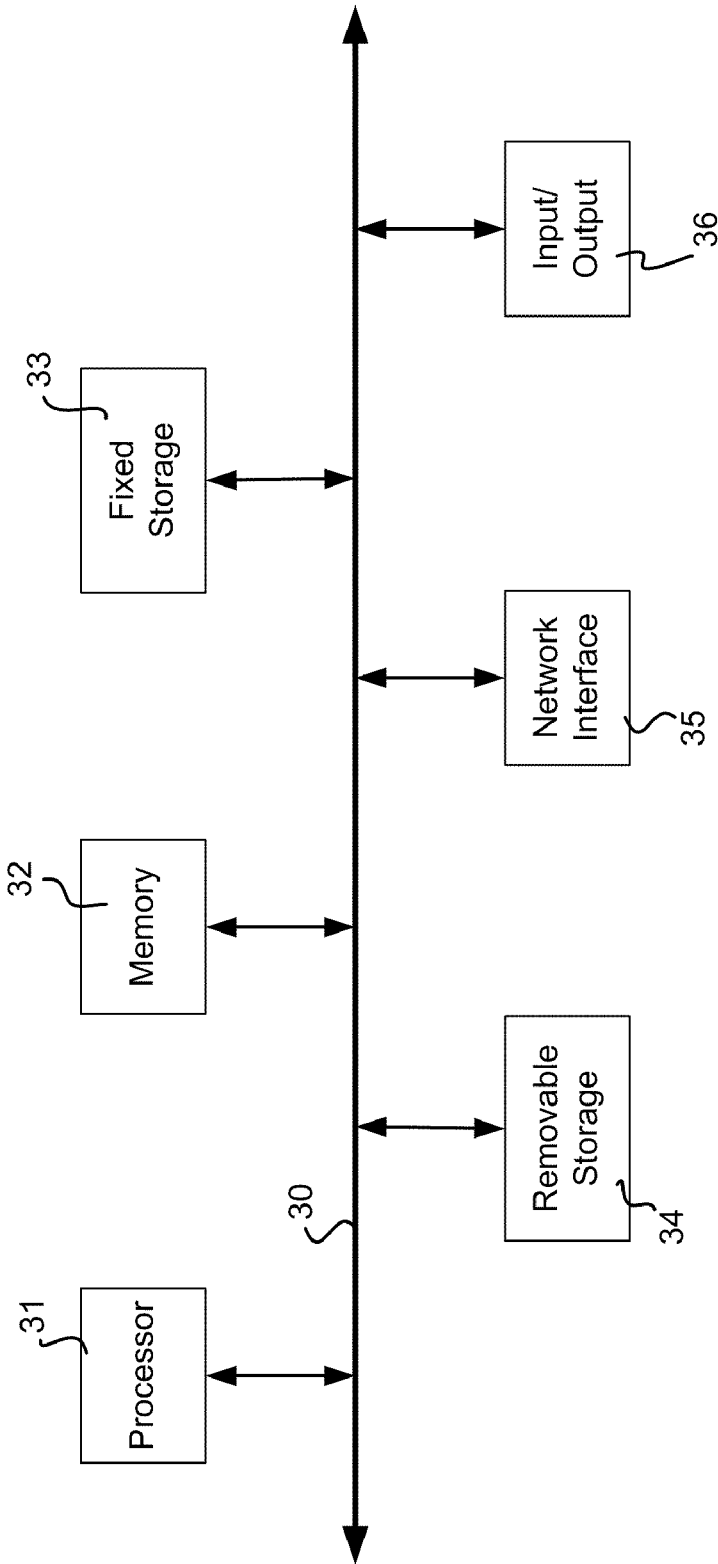 31
Processor
32
Memory
33
Fixed
Storage
30
34
Removable
Storage
35
Network
Interface
36
Input/
Output